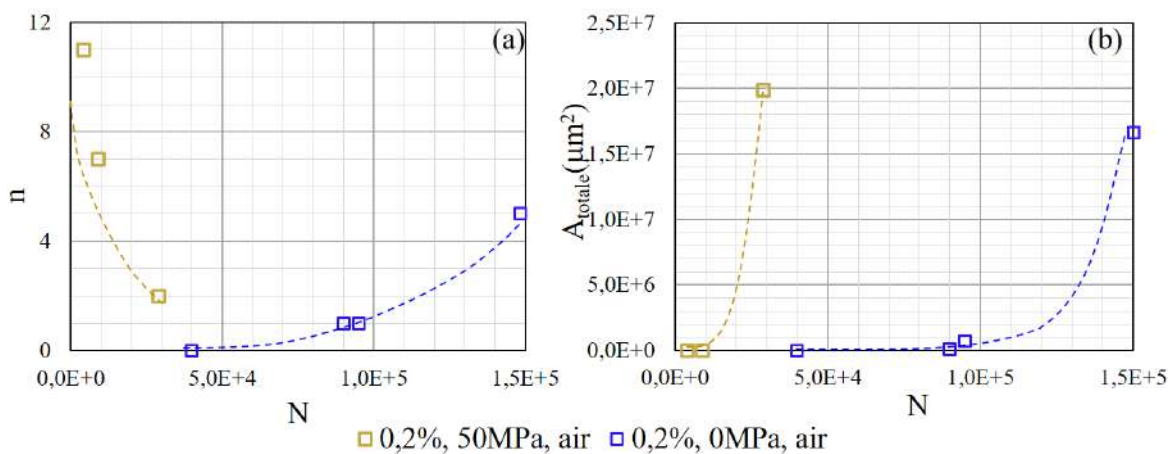 12
(a)
8
n
4
0
0,0E+0 5,0E+4 1,0E+5 1,5E+5
N
2,5E+7
(b)
2,0E+7
1,5E+7
A_totale(µm²)
1,0E+7
5,0E+6
0,0E+0
0,0E+0 5,0E+4 1,0E+5 1,5E+5
N
0,2%, 50MPa, air 0,2%, 0MPa, air